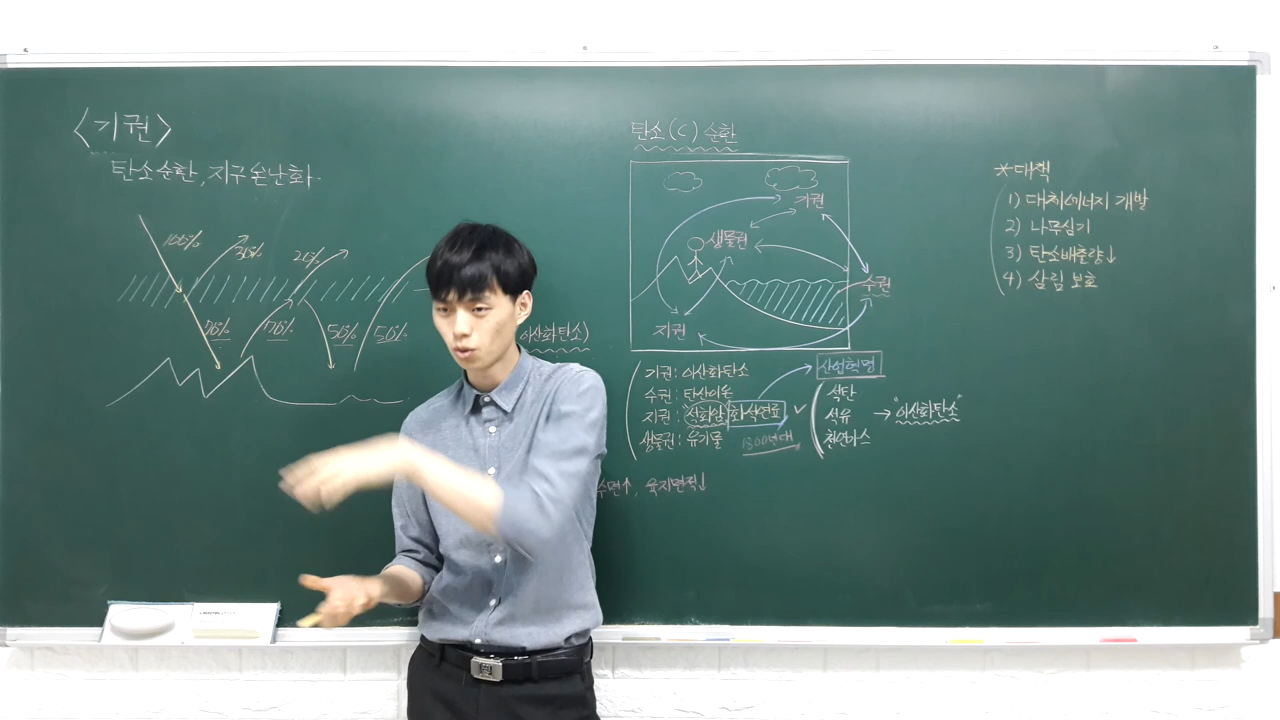 <기권>
탄소순환, 지구온난화
100% 30% 20%
70% 70% 50% 50%
이산화탄소)
수면↑, 육지면적↓
탄소(C) 순환
기권
생물권
수권
지권
기권: 이산화탄소
수권: 탄산이온
지권: 석회암, 화석연료
생물권: 유기물
1800년대
산업혁명
석탄
석유 → "이산화탄소"
천연가스
*대책
1) 대체에너지 개발
2) 나무심기
3) 탄소배출량↓
4) 삼림 보호